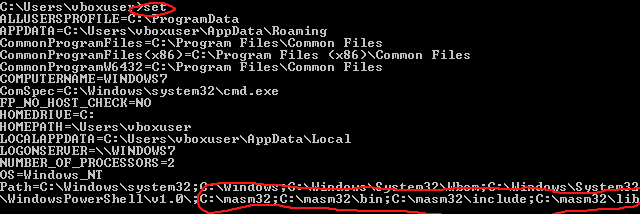 C:\Users\vboxuser>set
ALLUSERSPROFILE=C:\ProgramData
APPDATA=C:\Users\vboxuser\AppData\Roaming
CommonProgramFiles=C:\Program Files\Common Files
CommonProgramFiles(x86)=C:\Program Files (x86)\Common Files
CommonProgramW6432=C:\Program Files\Common Files
COMPUTERNAME=WINDOWS7
ComSpec=C:\Windows\system32\cmd.exe
FP_NO_HOST_CHECK=NO
HOMEDRIVE=C:
HOMEPATH=\Users\vboxuser
LOCALAPPDATA=C:\Users\vboxuser\AppData\Local
LOGONSERVER=\\WINDOWS7
NUMBER_OF_PROCESSORS=2
OS=Windows_NT
Path=C:\Windows\system32;C:\Windows;C:\Windows\System32\Wbem;C:\Windows\System32
\WindowsPowerShell\v1.0\;C:\masm32;C:\masm32\bin;C:\masm32\include;C:\masm32\lib